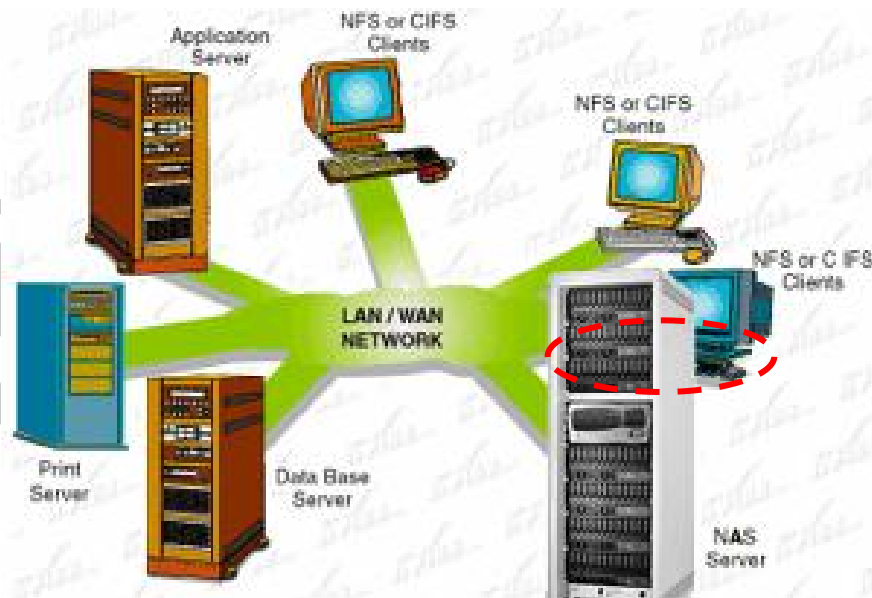 Application
Server
NFS or CIFS
Clients
NFS or CIFS
Clients
NFS or C IFS
Clients
LAN / WAN
NETWORK
Print
Server
Data Base
Server
NAS
Server